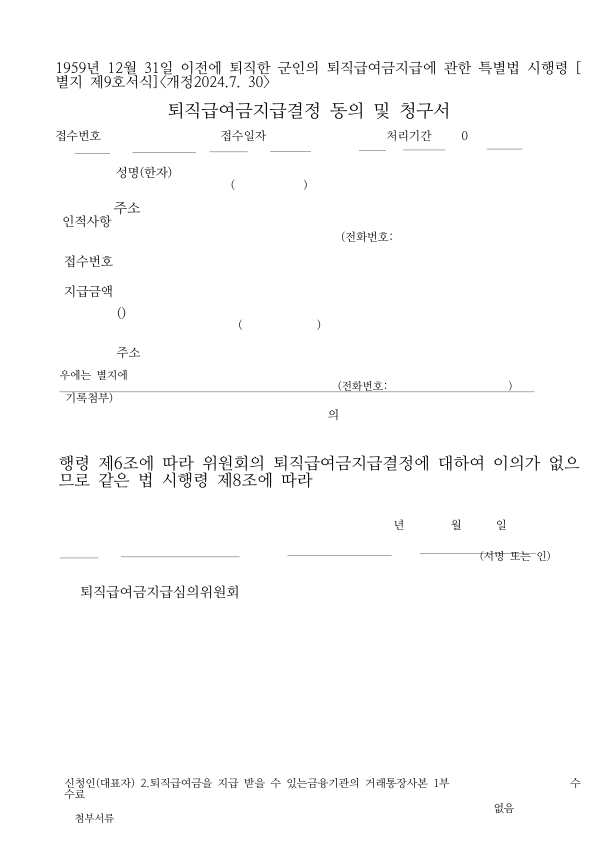 1959년 12월 31일 이전에 퇴직한 군인의 퇴직급여금지급에 관한 특별법 시행령 [
별지 제9호서식]<개정2024.7. 30>
퇴직급여금지급결정 동의 및 청구서
접수번호 접수일자 처리기간 0
성명(한자)
( )
주소
인적사항
(전화번호:
접수번호
지급금액
()
( )
주소
우에는 별지에
(전화번호: )
기록첨부)
의
행령 제6조에 따라 위원회의 퇴직급여금지급결정에 대하여 이의가 없으
므로 같은 법 시행령 제8조에 따라
년 월 일
(서명 또는 인)
퇴직급여금지급심의위원회
신청인(대표자) 2.퇴직급여금을 지급 받을 수 있는금융기관의 거래통장사본 1부 수
수료
없음
첨부서류